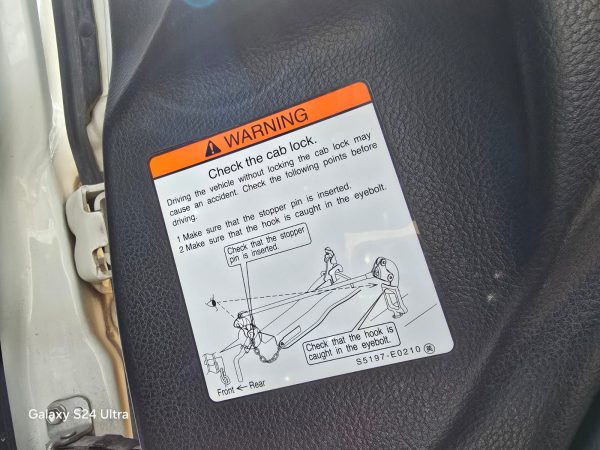 WARNING
Check the cab lock.
Driving the vehicle without locking the cab lock may
cause an accident. Check the following points before
driving.
1 Make sure that the stopper pin is inserted.
2 Make sure that the hook is caught in the eyebolt.
Check that the stopper
pin is inserted.
Check that the hook is
caught in the eyebolt.
S5197-E0210 英
Front ← Rear
Galaxy S24 Ultra